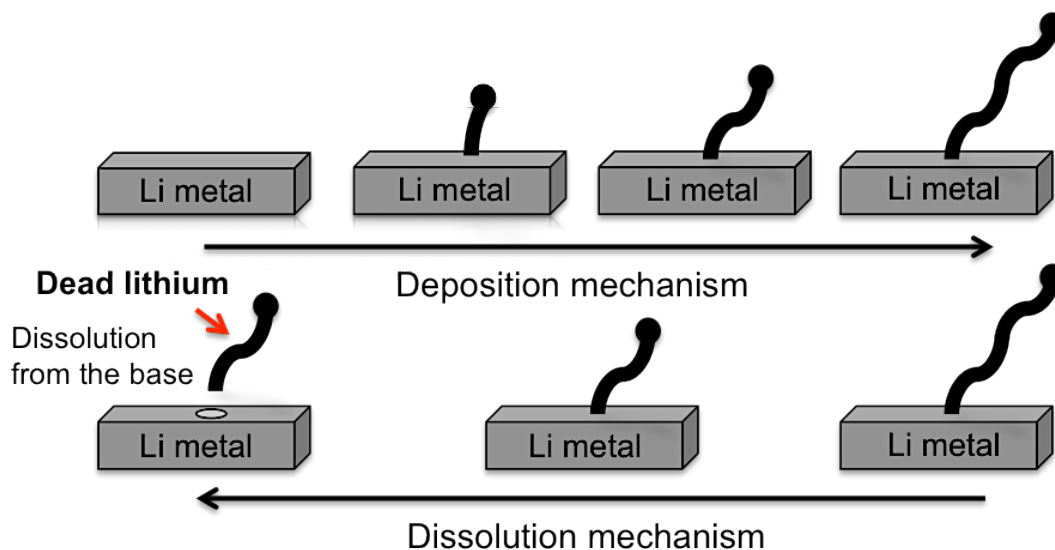 Li metal
Li metal
Li metal
Li metal
Deposition mechanism
Dead lithium
Dissolution
from the base
Li metal
Li metal
Li metal
Dissolution mechanism